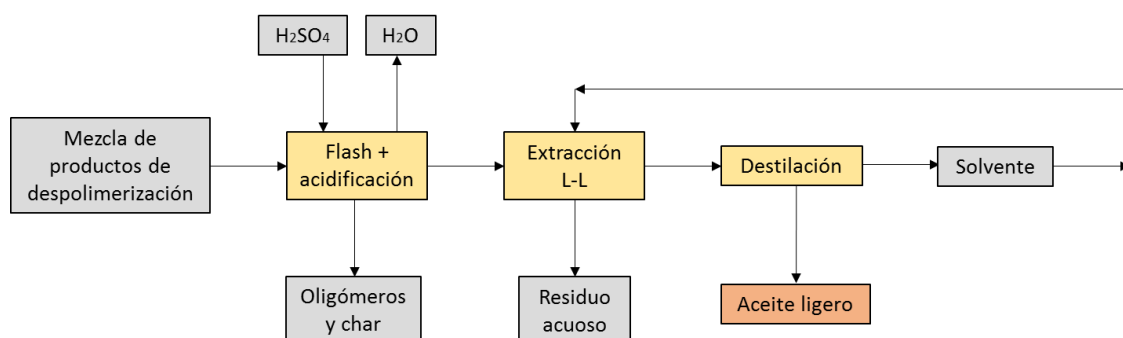 H₂SO₄
H₂O
Mezcla de
productos de
despolimerización
Flash +
acidificación
Extracción
L-L
Destilación
Solvente
Oligómeros
y char
Residuo
acuoso
Aceite ligero